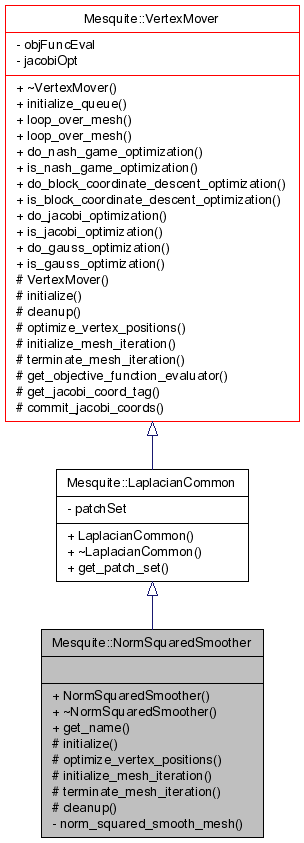 Mesquite::VertexMover
- objFuncEval
- jacobiOpt
+ ~VertexMover()
+ initialize_queue()
+ loop_over_mesh()
+ loop_over_mesh()
+ do_nash_game_optimization()
+ is_nash_game_optimization()
+ do_block_coordinate_descent_optimization()
+ is_block_coordinate_descent_optimization()
+ do_jacobi_optimization()
+ is_jacobi_optimization()
+ do_gauss_optimization()
+ is_gauss_optimization()
# VertexMover()
# initialize()
# cleanup()
# optimize_vertex_positions()
# initialize_mesh_iteration()
# terminate_mesh_iteration()
# get_objective_function_evaluator()
# get_jacobi_coord_tag()
# commit_jacobi_coords()
Mesquite::LaplacianCommon
- patchSet
+ LaplacianCommon()
+ ~LaplacianCommon()
+ get_patch_set()
Mesquite::NormSquaredSmoother
+ NormSquaredSmoother()
+ ~NormSquaredSmoother()
+ get_name()
# initialize()
# optimize_vertex_positions()
# initialize_mesh_iteration()
# terminate_mesh_iteration()
# cleanup()
- norm_squared_smooth_mesh()